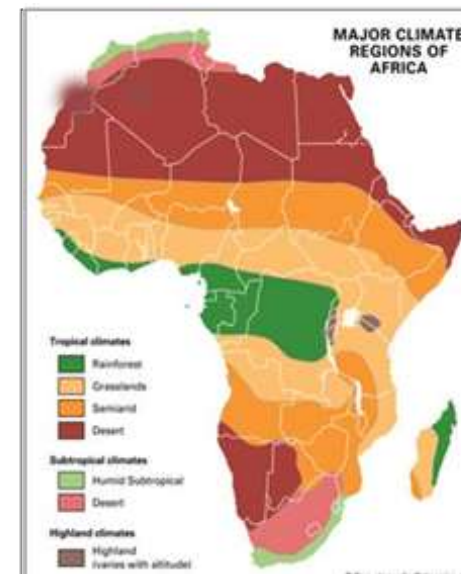 MAJOR CLIMATE
REGIONS OF
AFRICA
Tropical climates
Rainforest
Grasslands
Semiarid
Desert
Subtropical climates
Humid Subtropical
Desert
Highland climates
Highland
(varies with altitude)